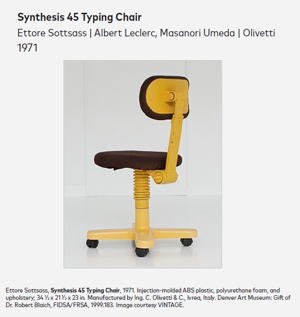 Synthesis 45 Typing Chair
Ettore Sottsass | Albert Leclerc, Masanori Umeda | Olivetti
1971
Ettore Sottsass, Synthesis 45 Typing Chair, 1971. Injection-molded ABS plastic, polyurethane foam, and
upholstery; 34 ½ x 21 ½ x 23 in. Manufactured by Ing. C. Olivetti & C., Ivrea, Italy. Denver Art Museum: Gift of
Dr. Robert Blaich, FIDSA/FRSA, 1999.183. Image courtesy VINTAGE.